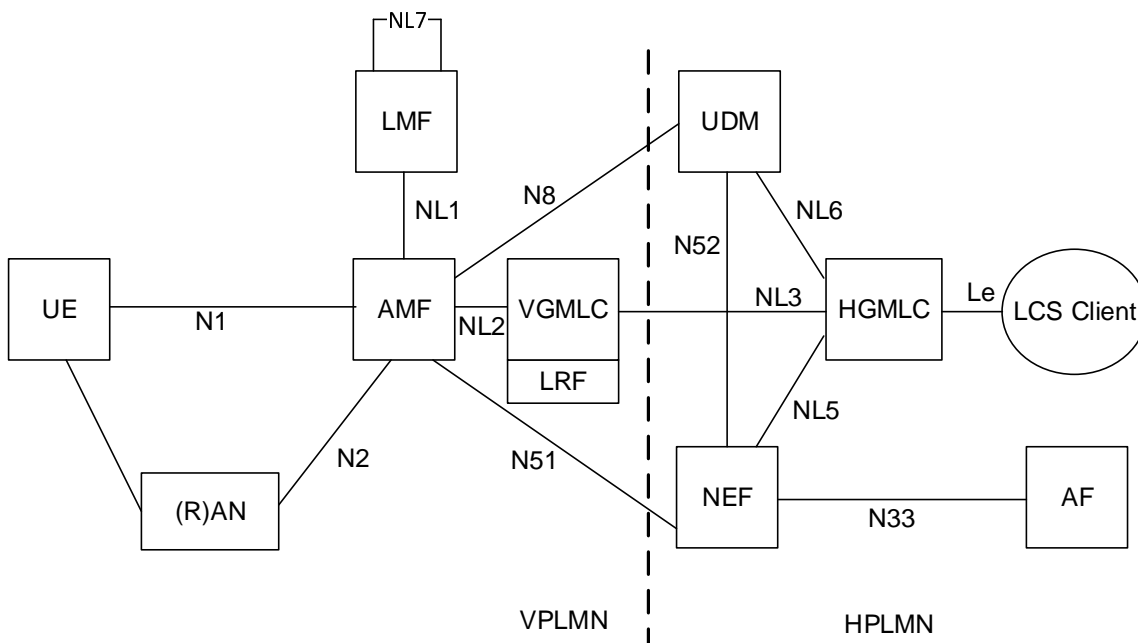 NL7
LMF
UDM
N8
NL1
NL6
N52
UE
N1
AMF
NL2
VGMLC
NL3
HGMLC
Le
LCS Client
LRF
NL5
N2
N51
(R)AN
NEF
N33
AF
VPLMN
HPLMN